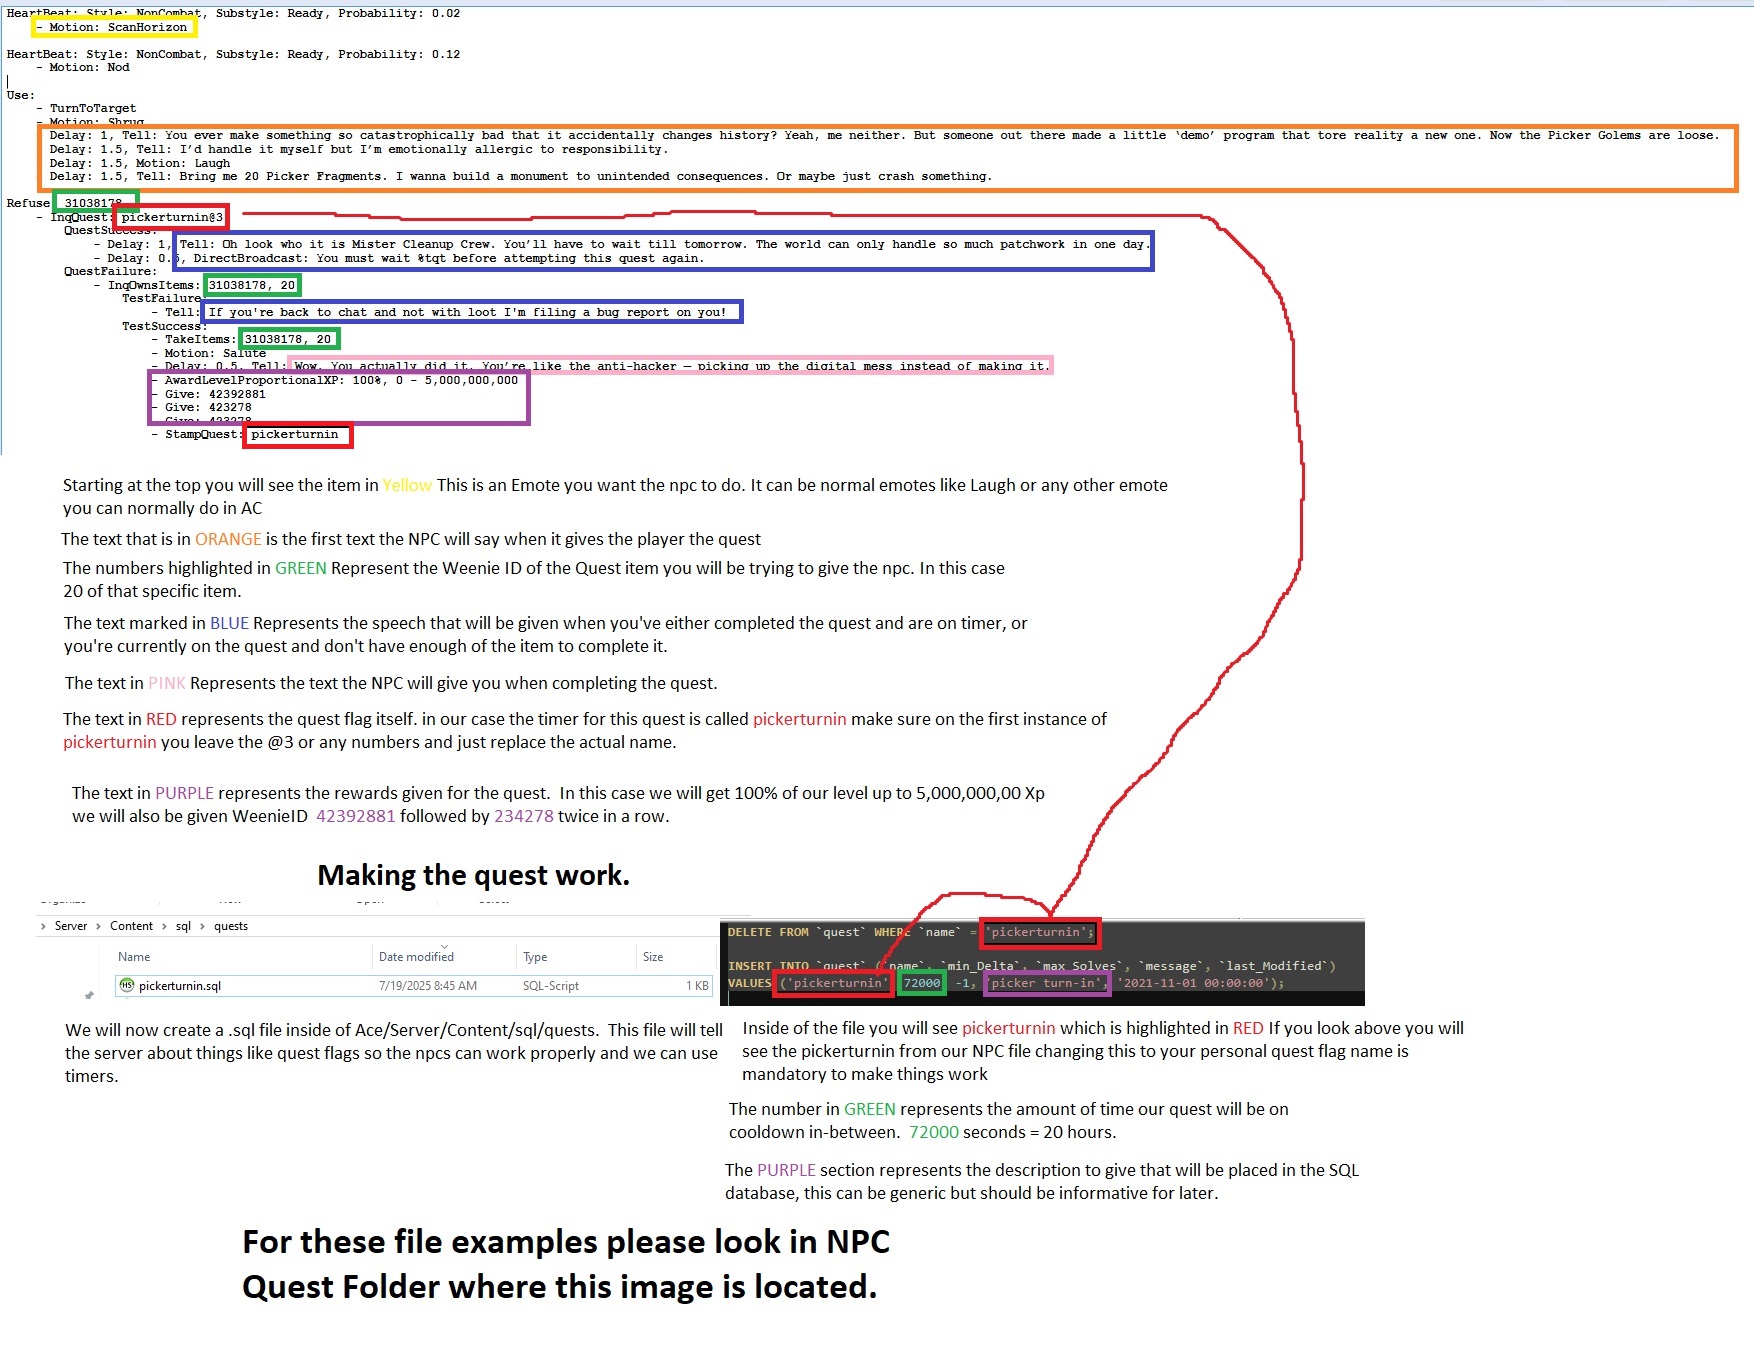 HeartBeat: Style: NonCombat, Substyle: Ready, Probability: 0.02
- Motion: ScanHorizon
HeartBeat: Style: NonCombat, Substyle: Ready, Probability: 0.12
- Motion: Nod
Use:
- TurnToTarget
- Motion: Shrug
Delay: 1, Tell: You ever make something so catastrophically bad that it accidentally changes history? Yeah, me neither. But someone out there made a little ‘demo’ program that tore reality a new one. Now the Picker Golems are loose.
Delay: 1.5, Tell: I’d handle it myself but I’m emotionally allergic to responsibility.
Delay: 1.5, Motion: Laugh
Delay: 1.5, Tell: Bring me 20 Picker Fragments. I wanna build a monument to unintended consequences. Or maybe just crash something.
Refuse 31038178
- InqQuest: pickerturnin@3
QuestSuccess:
- Delay: 1, Tell: Oh look who it is Mister Cleanup Crew. You’ll have to wait till tomorrow. The world can only handle so much patchwork in one day.
- Delay: 0.5, DirectBroadcast: You must wait %tqt before attempting this quest again.
QuestFailure:
- InqOwnsItems: 31038178, 20
TestFailure
- Tell: If you're back to chat and not with loot I'm filing a bug report on you!
TestSuccess:
- TakeItems: 31038178, 20
- Motion: Salute
- Delay: 0.5, Tell: Wow. You actually did it. You’re like the anti-hacker — picking up the digital mess instead of making it.
- AwardLevelProportionalXP: 100%, 0 - 5,000,000,000
- Give: 42392881
- Give: 423278
- Give: 423278
- StampQuest: pickerturnin
Starting at the top you will see the item in Yellow This is an Emote you want the npc to do. It can be normal emotes like Laugh or any other emote
you can normally do in AC
The text that is in ORANGE is the first text the NPC will say when it gives the player the quest
The numbers highlighted in GREEN Represent the Weenie ID of the Quest item you will be trying to give the npc. In this case
20 of that specific item.
The text marked in BLUE Represents the speech that will be given when you've either completed the quest and are on timer, or
you're currently on the quest and don't have enough of the item to complete it.
The text in PINK Represents the text the NPC will give you when completing the quest.
The text in RED represents the quest flag itself. in our case the timer for this quest is called pickerturnin make sure on the first instance of
pickerturnin you leave the @3 or any numbers and just replace the actual name.
The text in PURPLE represents the rewards given for the quest.  In this case we will get 100% of our level up to 5,000,000,00 Xp
we will also be given WeenieID  42392881 followed by 234278 twice in a row.
Making the quest work.
Server > Content > sql > quests
Name Date modified Type Size
pickerturnin.sql 7/19/2025 8:45 AM SQL-Script 1 KB
DELETE FROM `quest` WHERE `name` = 'pickerturnin';
INSERT INTO `quest` (`name`, `min_Delta`, `max_Solves`, `message`, `last_Modified`)
VALUES ('pickerturnin' 72000 -1, 'picker turn-in', '2021-11-01 00:00:00');
We will now create a .sql file inside of Ace/Server/Content/sql/quests.  This file will tell
the server about things like quest flags so the npcs can work properly and we can use
timers.
Inside of the file you will see pickerturnin which is highlighted in RED If you look above you will
see the pickerturnin from our NPC file changing this to your personal quest flag name is
mandatory to make things work
The number in GREEN represents the amount of time our quest will be on
cooldown in-between.  72000 seconds = 20 hours.
The PURPLE section represents the description to give that will be placed in the SQL
database, this can be generic but should be informative for later.
For these file examples please look in NPC
Quest Folder where this image is located.